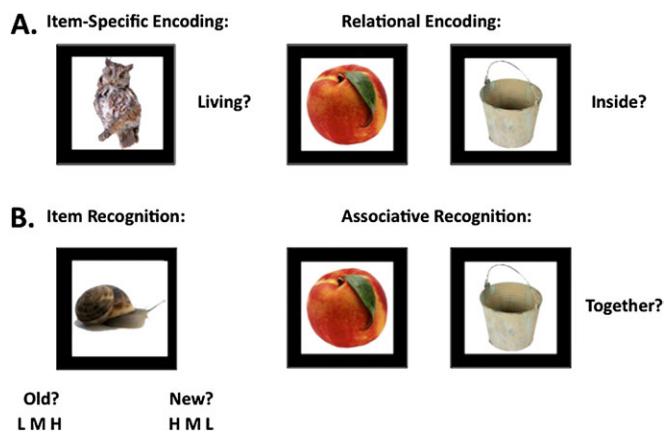 A. Item-Specific Encoding: Relational Encoding:
Living? Inside?
B. Item Recognition: Associative Recognition:
Together?
Old? New?
L M H H M L